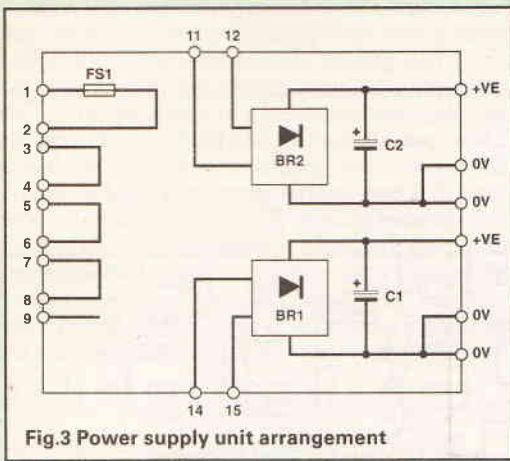 11 12
FS1
1
2
3
4
5
6
7
8
9
BR2
+
C2
+VE
0V
0V
BR1
+
C1
+VE
0V
0V
14 15
Fig.3 Power supply unit arrangement